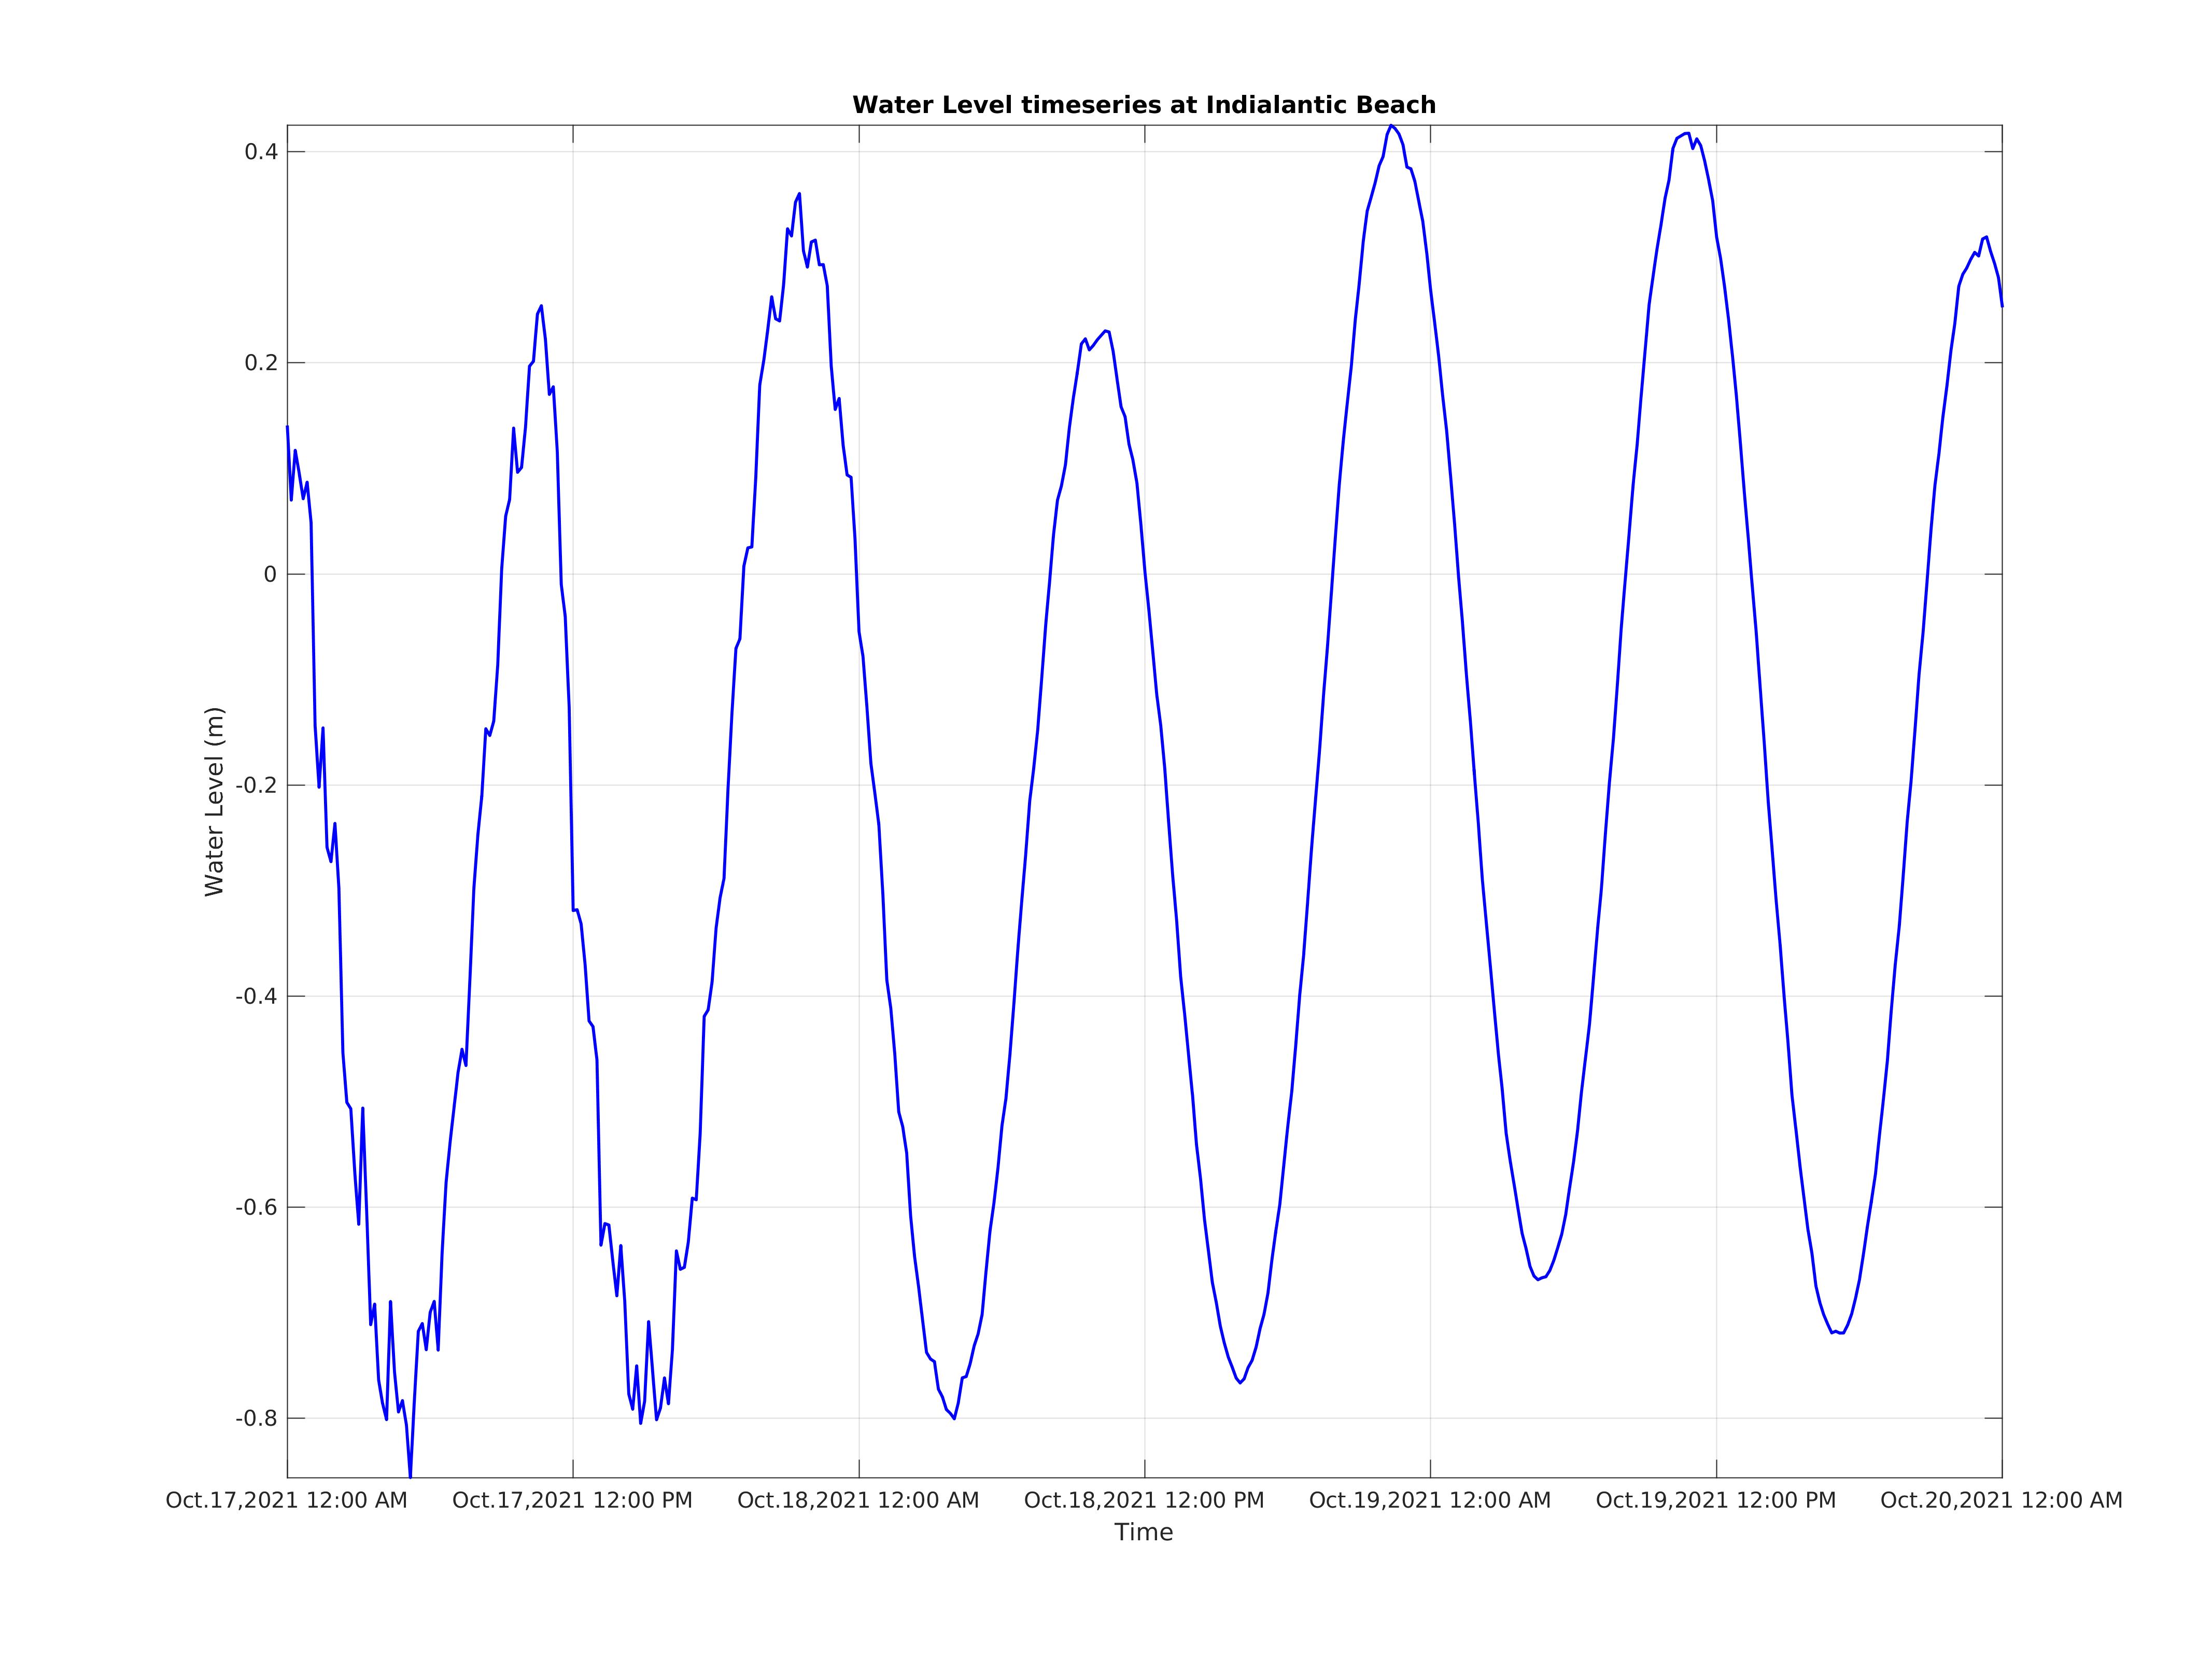 Water Level timeseries at Indialantic Beach
0.4
0.2
0
-0.2
-0.4
-0.6
-0.8
Water Level (m)
Oct.17,2021 12:00 AM Oct.17,2021 12:00 PM Oct.18,2021 12:00 AM Oct.18,2021 12:00 PM Oct.19,2021 12:00 AM Oct.19,2021 12:00 PM Oct.20,2021 12:00 AM
Time